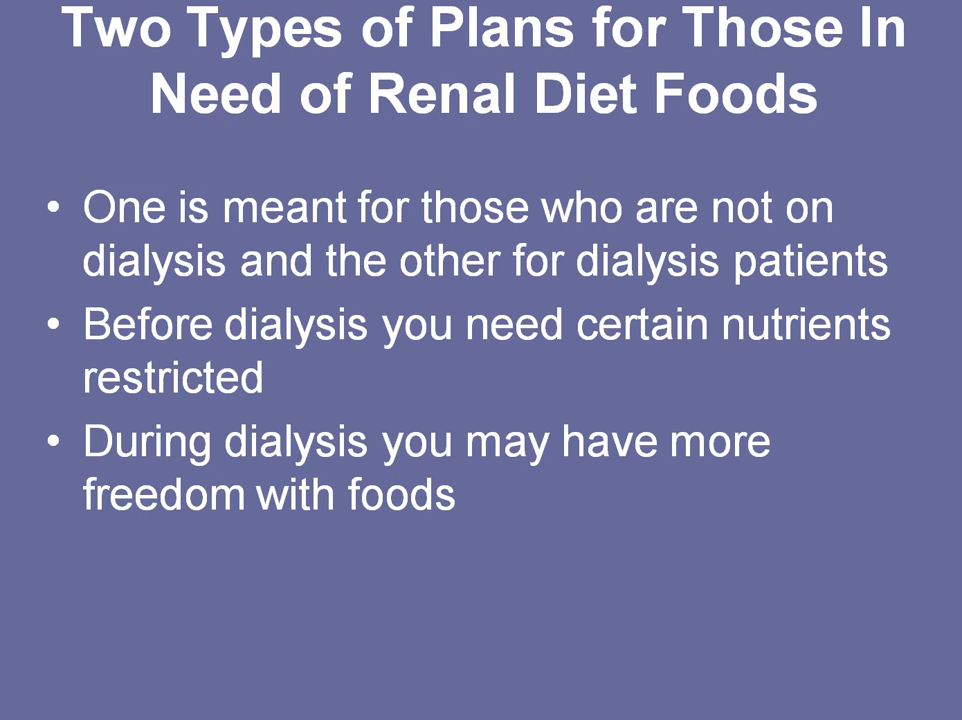 Two Types of Plans for Those In
Need of Renal Diet Foods
• One is meant for those who are not on
dialysis and the other for dialysis patients
• Before dialysis you need certain nutrients
restricted
• During dialysis you may have more
freedom with foods